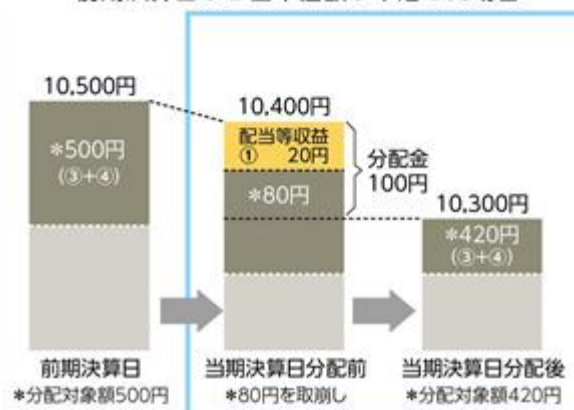 10,500円
*500円
(③+④)
10,400円
配当等収益
① 20円
*80円
分配金
100円
10,300円
*420円
(③+④)
前期決算日
*分配対象額500円
当期決算日分配前
*80円を取崩し
当期決算日分配後
*分配対象額420円